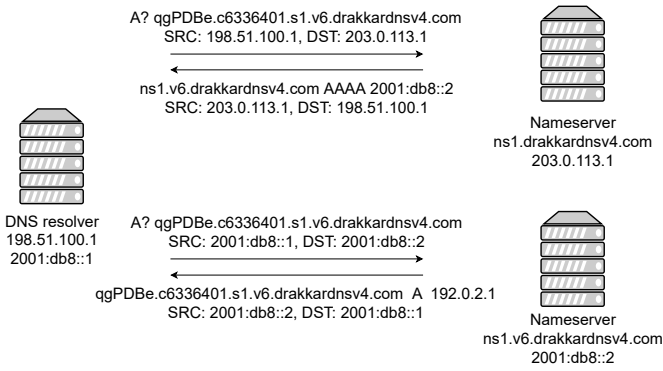 A? qgPDBe.c6336401.s1.v6.drakkardnsv4.com
SRC: 198.51.100.1, DST: 203.0.113.1
ns1.v6.drakkardnsv4.com AAAA 2001:db8::2
SRC: 203.0.113.1, DST: 198.51.100.1
Nameserver
ns1.drakkardnsv4.com
203.0.113.1
DNS resolver
198.51.100.1
2001:db8::1
A? qgPDBe.c6336401.s1.v6.drakkardnsv4.com
SRC: 2001:db8::1, DST: 2001:db8::2
qgPDBe.c6336401.s1.v6.drakkardnsv4.com A 192.0.2.1
SRC: 2001:db8::2, DST: 2001:db8::1
Nameserver
ns1.v6.drakkardnsv4.com
2001:db8::2